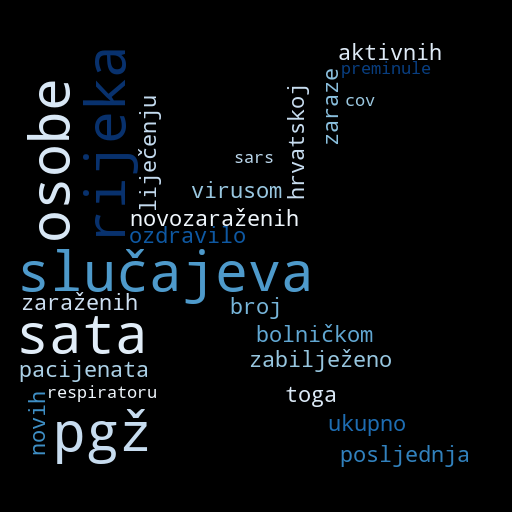 aktivnih
preminule
cov
zaraze
hrvatskoj
osobe
rijeka
liječenju
sars
virusom
novozaraženih
ozdravilo
slučajeva
zaraženih
broj
sata
bolničkom
zabilježeno
pacijenata
respiratoru
toga
novih
pgž
ukupno
posljednja